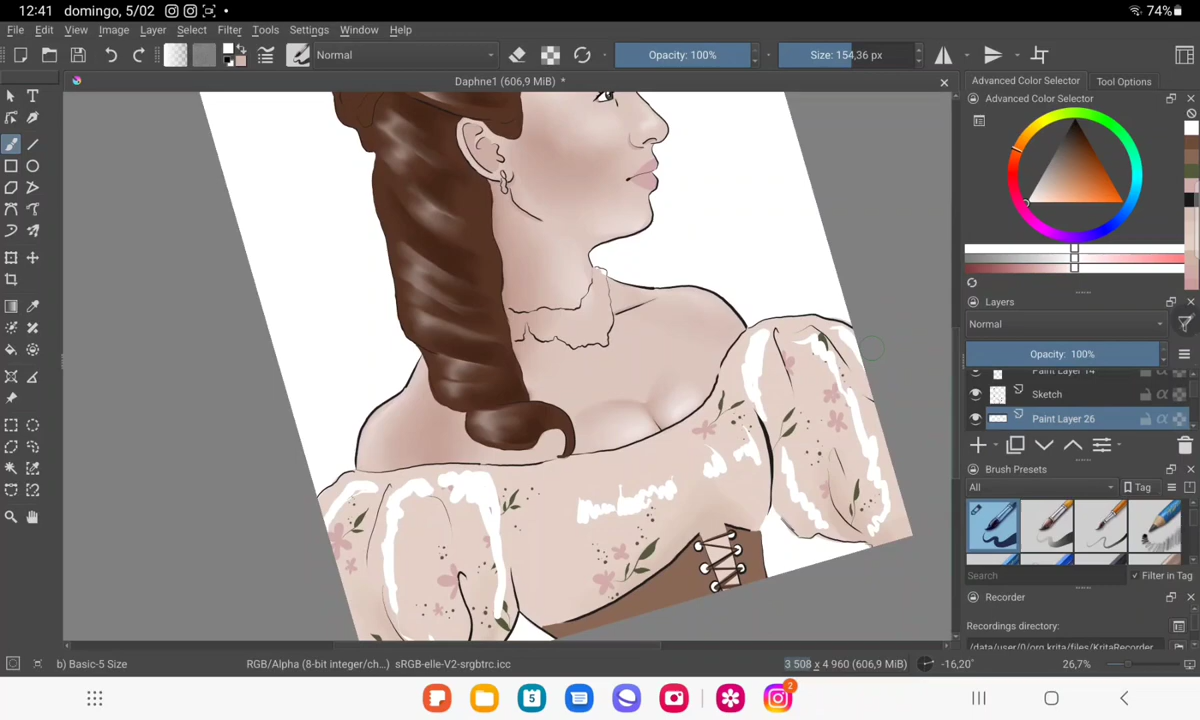 12:41 domingo, 5/02
74%
File Edit View Image Layer Select Filter Tools Settings Window Help
Normal
Opacity: 100%
Size: 154,36 px
Daphne1 (606,9 MiB) *
Advanced Color Selector
Tool Options
Advanced Color Selector
Layers
Normal
Opacity: 100%
Paint Layer 14
Sketch
Paint Layer 26
Brush Presets
All
Tag
Search
Filter in Tag
Recorder
Recordings directory:
/data/user/0/org.krita/files/KritaRecorder
b) Basic-5 Size
RGB/Alpha (8-bit integer/ch...) sRGB-elle-V2-srgbtrc.icc
3 508 x 4 960 (606,9 MiB)
-16,20°
26,7%
5
2